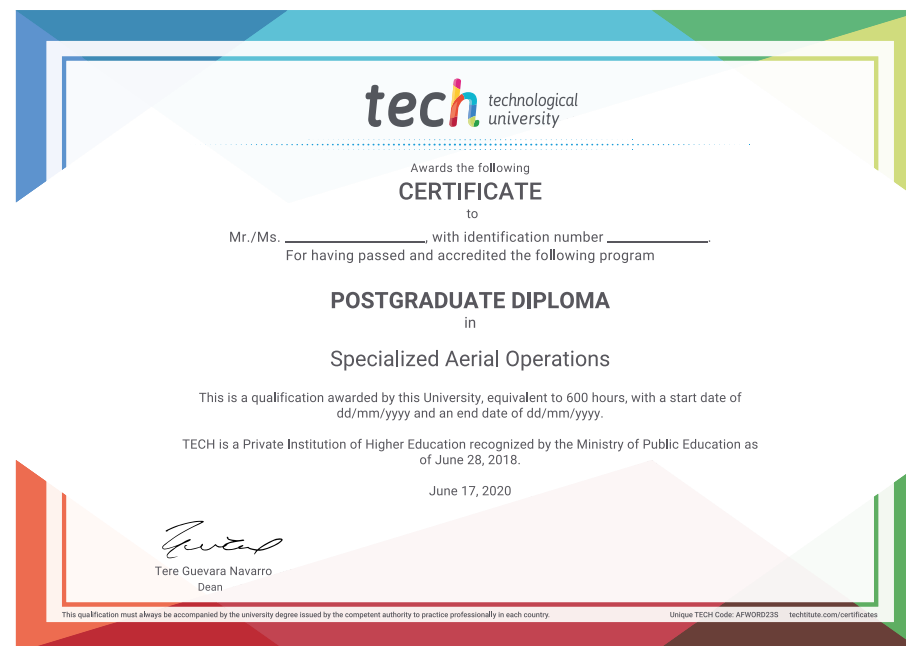 tech technological
university
Awards the following
CERTIFICATE
to
Mr./Ms. ____________________, with identification number ______________.
For having passed and accredited the following program
POSTGRADUATE DIPLOMA
in
Specialized Aerial Operations
This is a qualification awarded by this University, equivalent to 600 hours, with a start date of
dd/mm/yyyy and an end date of dd/mm/yyyy.
TECH is a Private Institution of Higher Education recognized by the Ministry of Public Education as
of June 28, 2018.
June 17, 2020
Tere Guevara Navarro
Dean
This qualification must always be accompanied by the university degree issued by the competent authority to practice professionally in each country.
Unique TECH Code: AFWORD23S techtitute.com/certificates